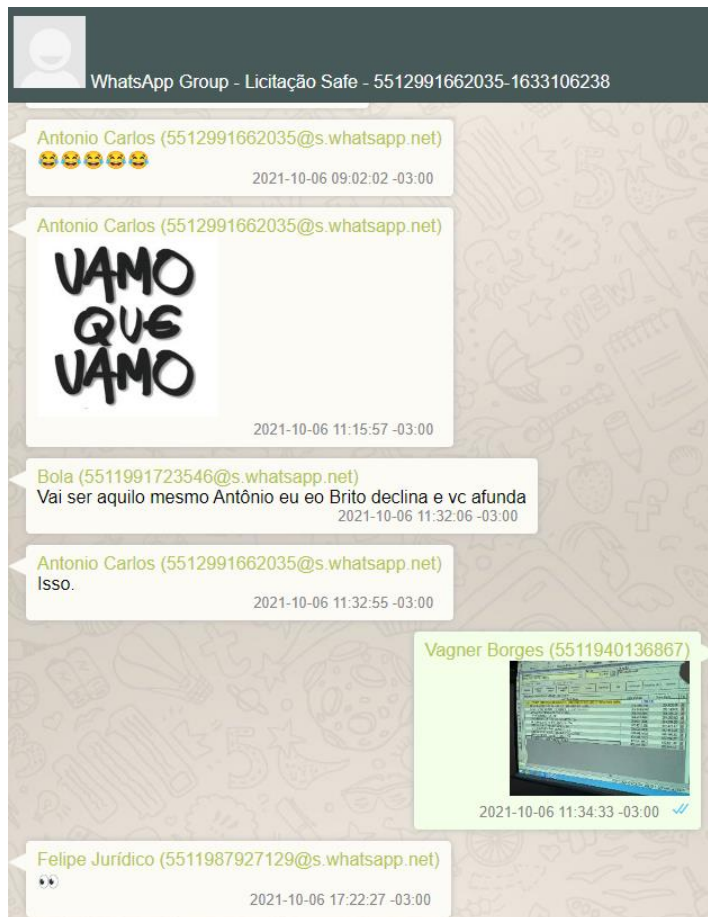 WhatsApp Group - Licitação Safe - 5512991662035-1633106238
Antonio Carlos (5512991662035@s.whatsapp.net)
😂😂😂😂😂
2021-10-06 09:02:02 -03:00
Antonio Carlos (5512991662035@s.whatsapp.net)
VAMO
QUE
VAMO
2021-10-06 11:15:57 -03:00
Bola (5511991723546@s.whatsapp.net)
Vai ser aquilo mesmo Antônio eu eo Brito declina e vc afunda
2021-10-06 11:32:06 -03:00
Antonio Carlos (5512991662035@s.whatsapp.net)
Isso.
2021-10-06 11:32:55 -03:00
Vagner Borges (5511940136867)
2021-10-06 11:34:33 -03:00
Felipe Jurídico (5511987927129@s.whatsapp.net)
👀
2021-10-06 17:22:27 -03:00